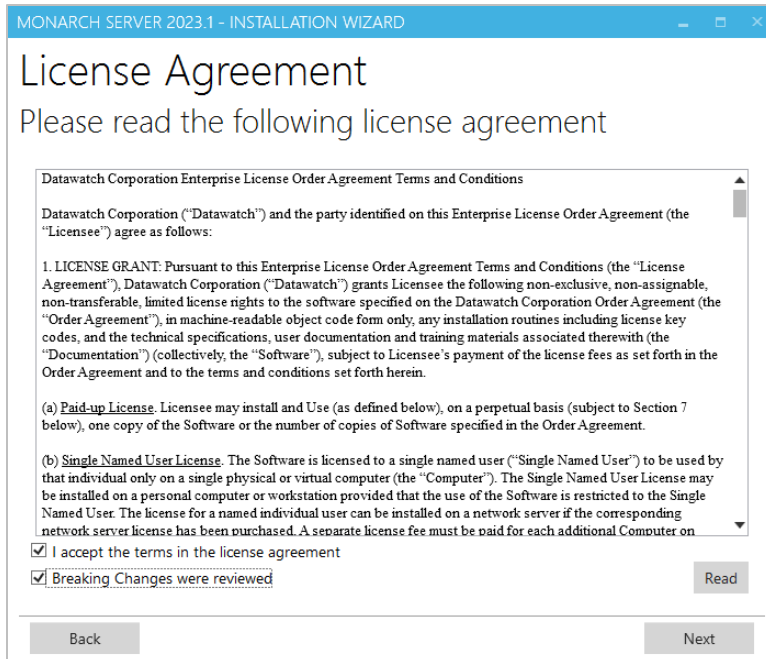 MONARCH SERVER 2023.1 - INSTALLATION WIZARD
License Agreement
Please read the following license agreement
Datawatch Corporation Enterprise License Order Agreement Terms and Conditions
Datawatch Corporation (“Datawatch”) and the party identified on this Enterprise License Order Agreement (the
“Licensee”) agree as follows:
1. LICENSE GRANT: Pursuant to this Enterprise License Order Agreement Terms and Conditions (the “License
Agreement”), Datawatch Corporation (“Datawatch”) grants Licensee the following non-exclusive, non-assignable,
non-transferable, limited license rights to the software specified on the Datawatch Corporation Order Agreement (the
“Order Agreement”), in machine-readable object code form only, any installation routines including license key
codes, and the technical specifications, user documentation and training materials associated therewith (the
“Documentation”) (collectively, the “Software”), subject to Licensee’s payment of the license fees as set forth in the
Order Agreement and to the terms and conditions set forth herein.
(a) Paid-up License. Licensee may install and Use (as defined below), on a perpetual basis (subject to Section 7
below), one copy of the Software or the number of copies of Software specified in the Order Agreement.
(b) Single Named User License. The Software is licensed to a single named user (“Single Named User”) to be used by
that individual only on a single physical or virtual computer (the “Computer”). The Single Named User License may
be installed on a personal computer or workstation provided that the use of the Software is restricted to the Single
Named User. The license for a named individual user can be installed on a network server if the corresponding
network server license has been purchased. A separate license fee must be paid for each additional Computer on
I accept the terms in the license agreement
Breaking Changes were reviewed
Read
Back
Next